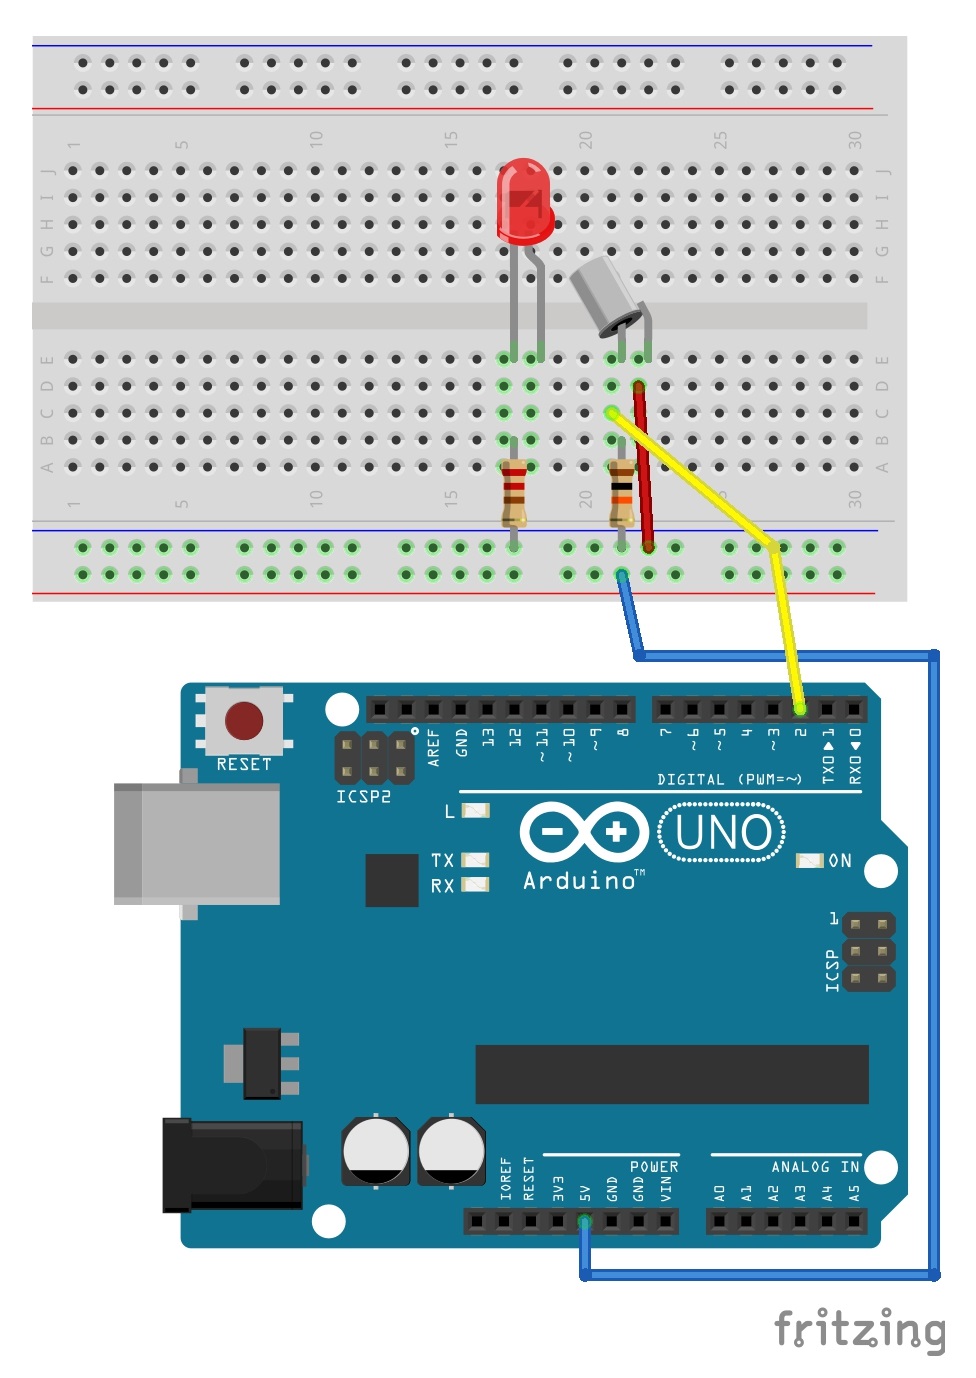 1 5 10 15 20 25 30
J J
I I
H H
G G
F F
E E
D D
C C
B B
A A
1 5 10 15 20 25 30
RESET
ICSP2
AREF GND 13 12 ~11 ~10 ~9 8 7 ~6 ~5 4 ~3 2 TX0▶1 RX0◀0
DIGITAL (PWM=~)
L
TX
RX
UNO
Arduino™
ON
1
ICSP
POWER
ANALOG IN
IOREF RESET 3V3 5V GND GND VIN A0 A1 A2 A3 A4 A5
fritzing